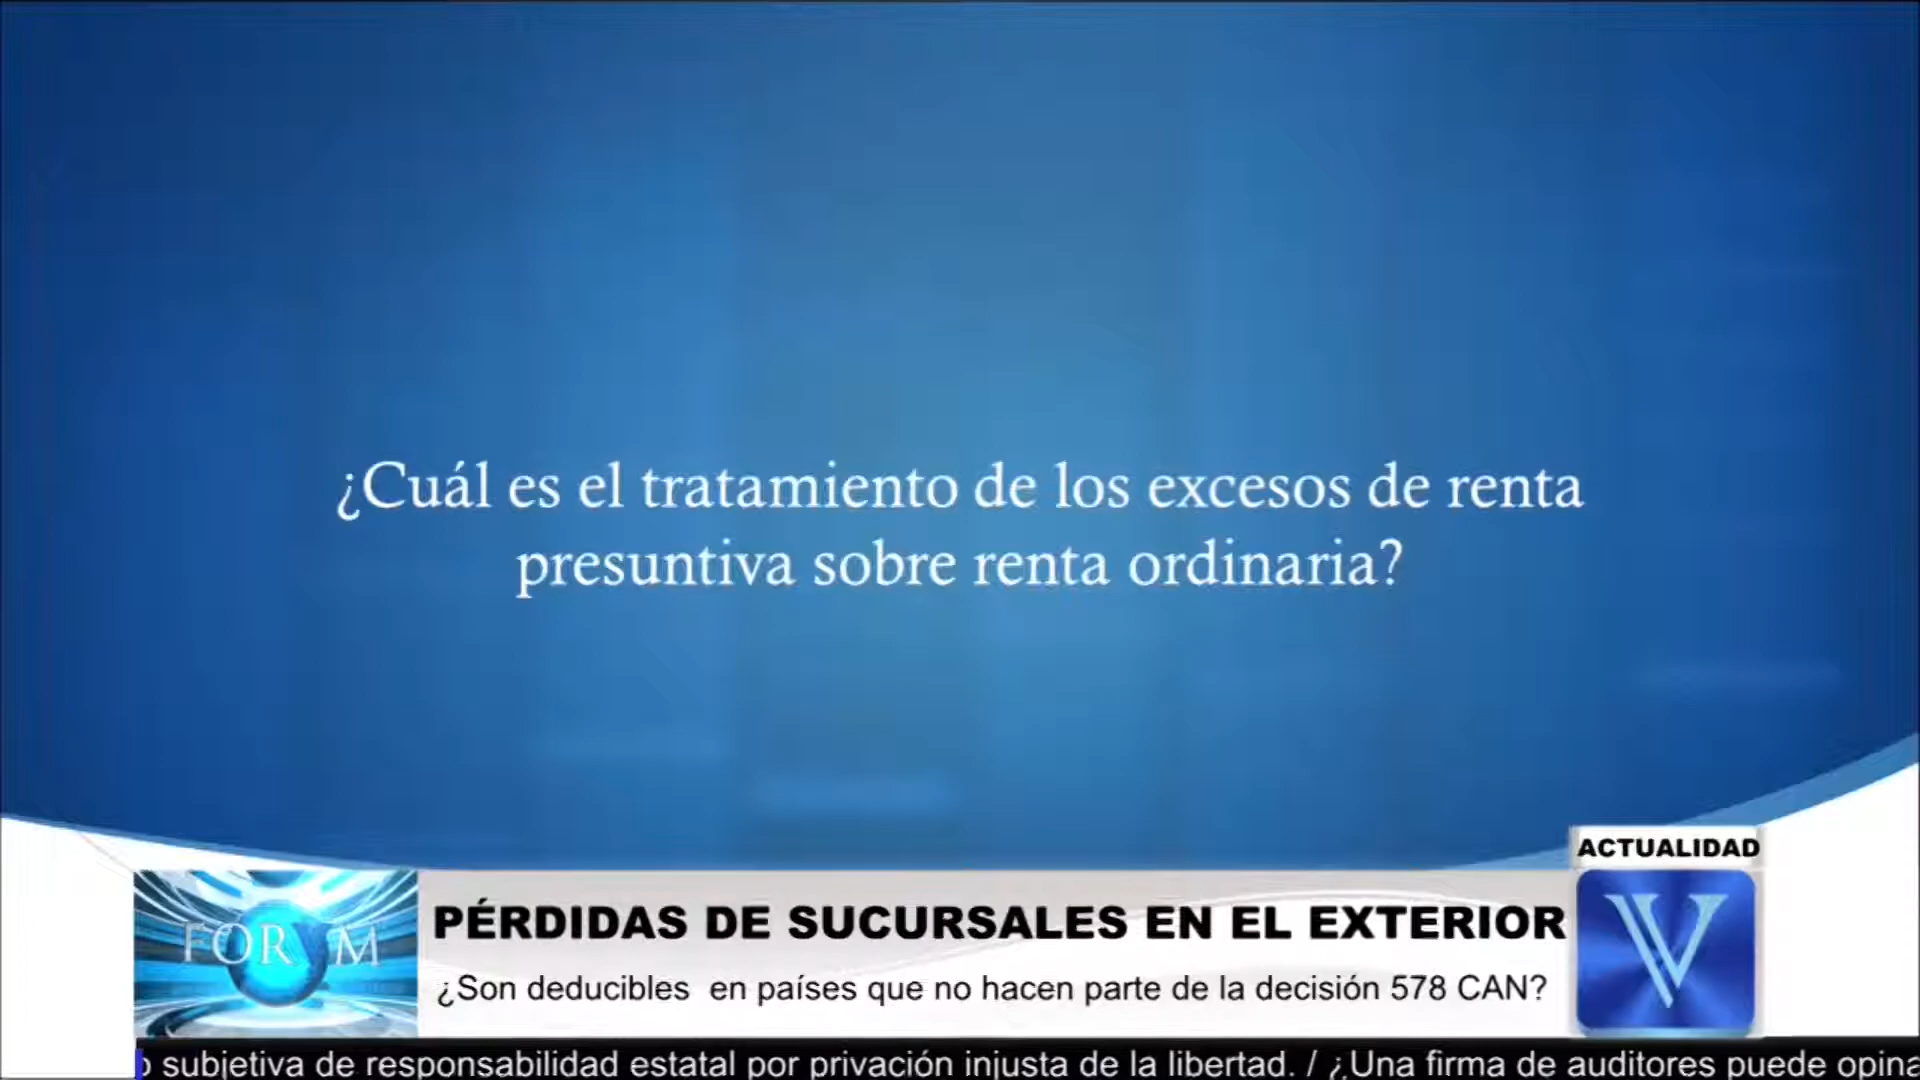 ¿Cuál es el tratamiento de los excesos de renta
presuntiva sobre renta ordinaria?
ACTUALIDAD
FORVM
PÉRDIDAS DE SUCURSALES EN EL EXTERIOR
¿Son deducibles en países que no hacen parte de la decisión 578 CAN?
V
o subjetiva de responsabilidad estatal por privación injusta de la libertad. / ¿Una firma de auditores puede opina